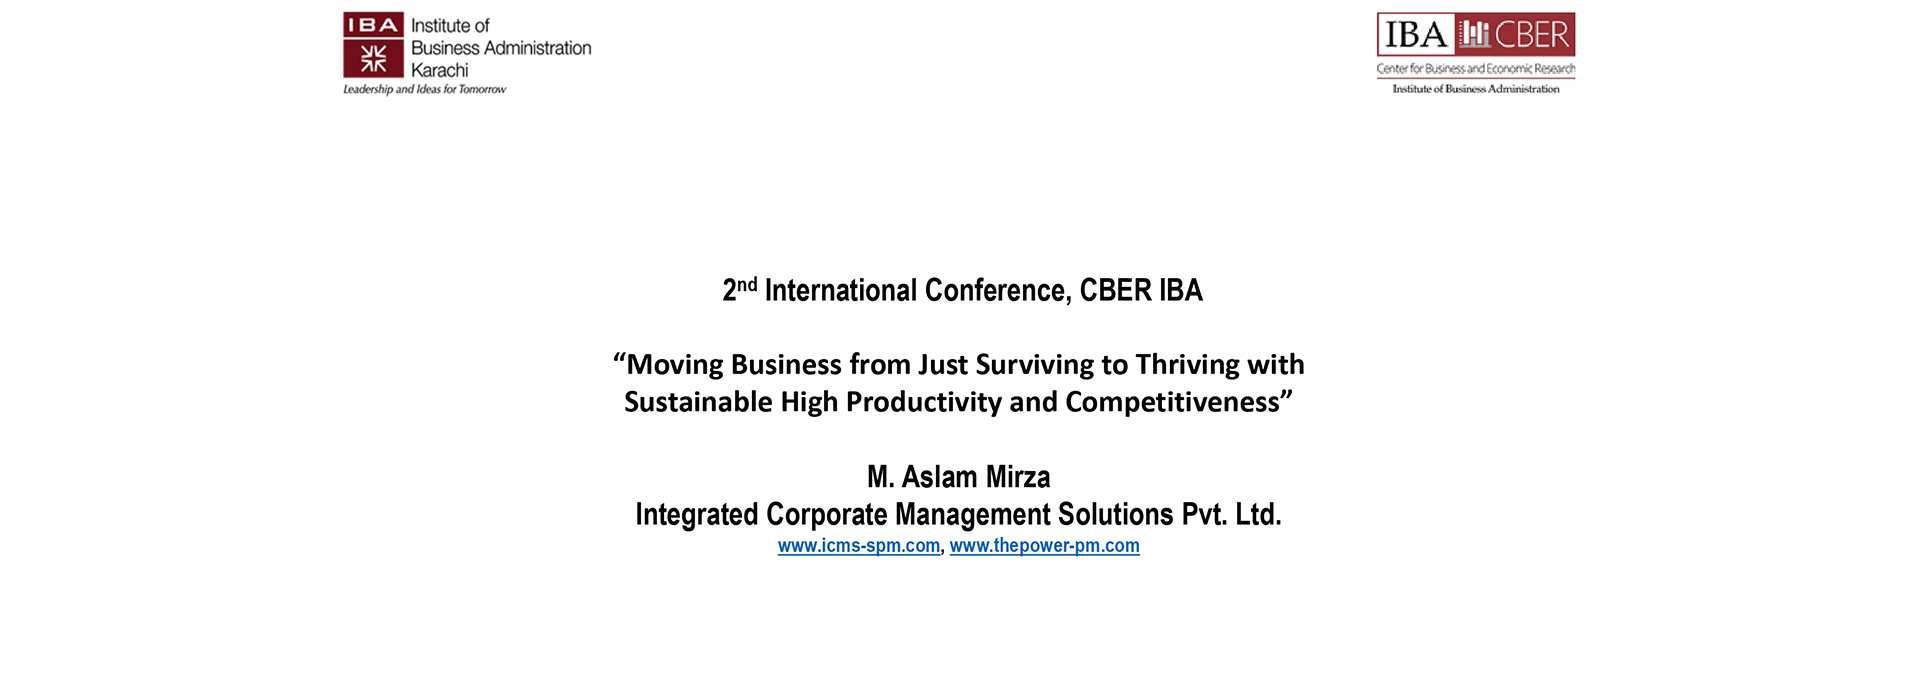 IBA
Institute of
Business Administration
Karachi
Leadership and Ideas for Tomorrow
IBA CBER
Center for Business and Economic Research
Institute of Business Administration
2nd International Conference, CBER IBA
“Moving Business from Just Surviving to Thriving with
Sustainable High Productivity and Competitiveness”
M. Aslam Mirza
Integrated Corporate Management Solutions Pvt. Ltd.
www.icms-spm.com, www.thepower-pm.com